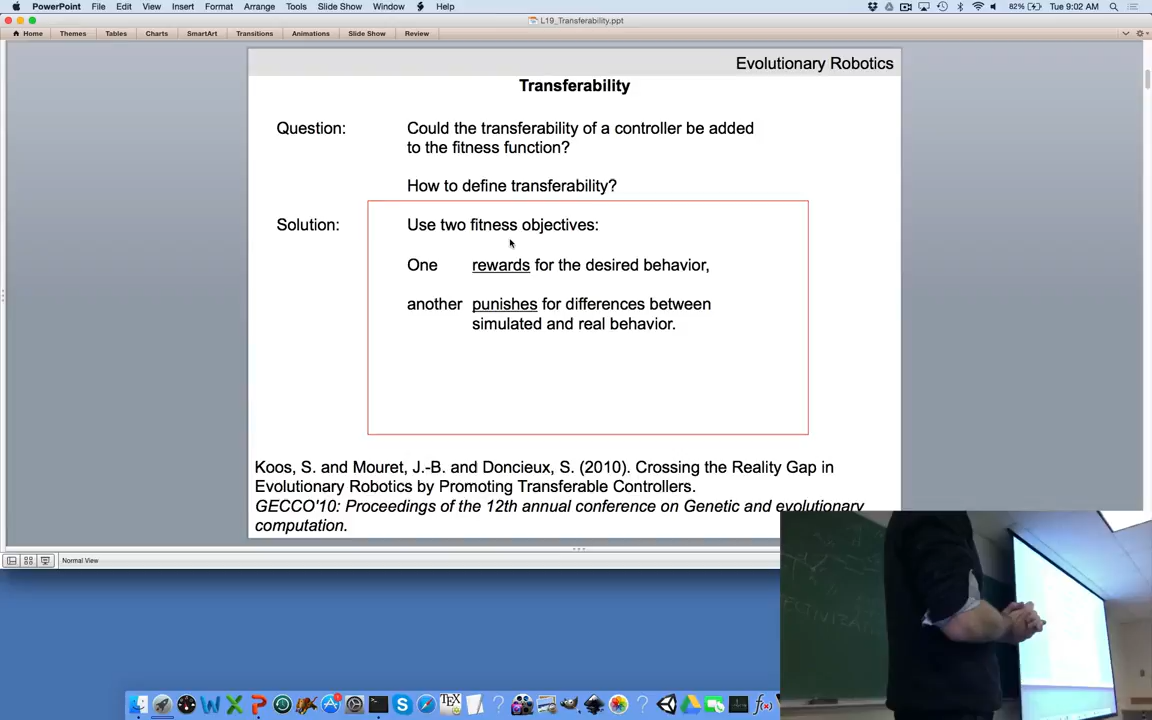 PowerPoint File Edit View Insert Format Arrange Tools Slide Show Window Help 82% Tue 9:02 AM
L19_Transferability.ppt
Home Themes Tables Charts SmartArt Transitions Animations Slide Show Review
Evolutionary Robotics
Transferability
Question: Could the transferability of a controller be added
to the fitness function?
How to define transferability?
Solution: Use two fitness objectives:
One rewards for the desired behavior,
another punishes for differences between
simulated and real behavior.
Koos, S. and Mouret, J.-B. and Doncieux, S. (2010). Crossing the Reality Gap in
Evolutionary Robotics by Promoting Transferable Controllers.
GECCO'10: Proceedings of the 12th annual conference on Genetic and evolutionary
computation.
Normal View